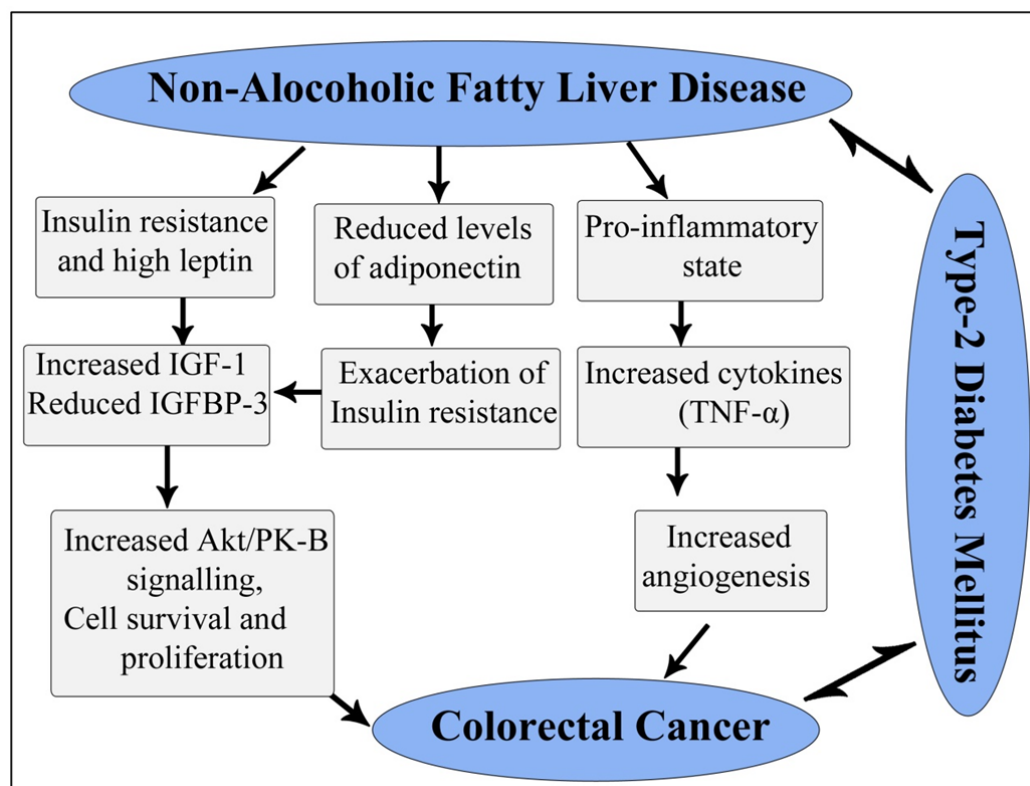 Non-Alocoholic Fatty Liver Disease
Insulin resistance
and high leptin
Reduced levels
of adiponectin
Pro-inflammatory
state
Increased IGF-1
Reduced IGFBP-3
Exacerbation of
Insulin resistance
Increased cytokines
(TNF-α)
Increased Akt/PK-B
signalling,
Cell survival and
proliferation
Increased
angiogenesis
Colorectal Cancer
Type-2 Diabetes Mellitus